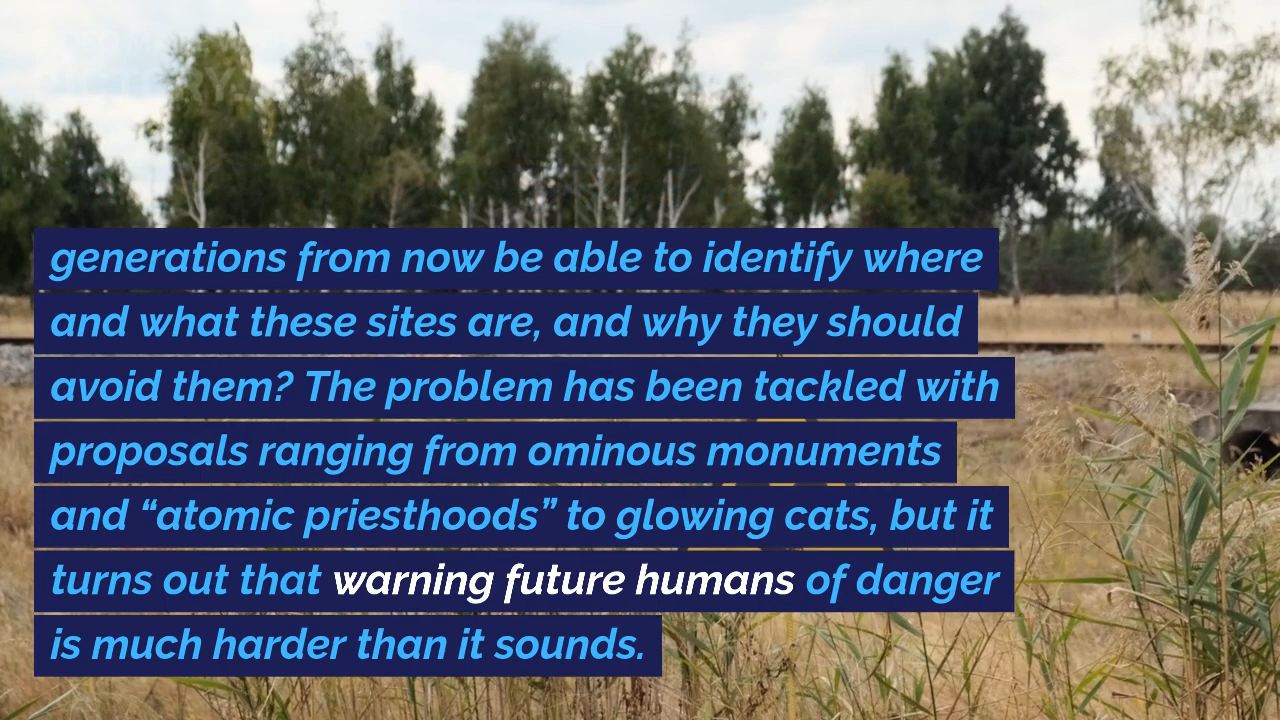 generations from now be able to identify where
and what these sites are, and why they should
avoid them? The problem has been tackled with
proposals ranging from ominous monuments
and “atomic priesthoods” to glowing cats, but it
turns out that warning future humans of danger
is much harder than it sounds.